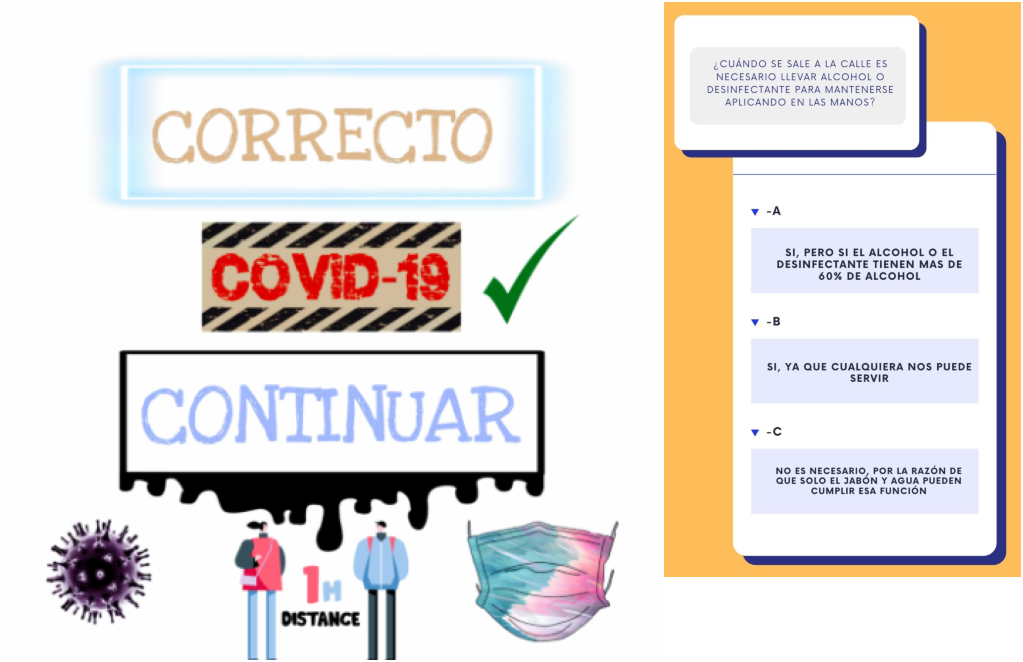 CORRECTO
COVID-19
CONTINUAR
1M
DISTANCE
¿CUÁNDO SE SALE A LA CALLE ES
NECESARIO LLEVAR ALCOHOL O
DESINFECTANTE PARA MANTENERSE
APLICANDO EN LAS MANOS?
-A
SI, PERO SI EL ALCOHOL O EL
DESINFECTANTE TIENEN MAS DE
60% DE ALCOHOL
-B
SI, YA QUE CUALQUIERA NOS PUEDE
SERVIR
-C
NO ES NECESARIO, POR LA RAZÓN DE
QUE SOLO EL JABÓN Y AGUA PUEDEN
CUMPLIR ESA FUNCIÓN